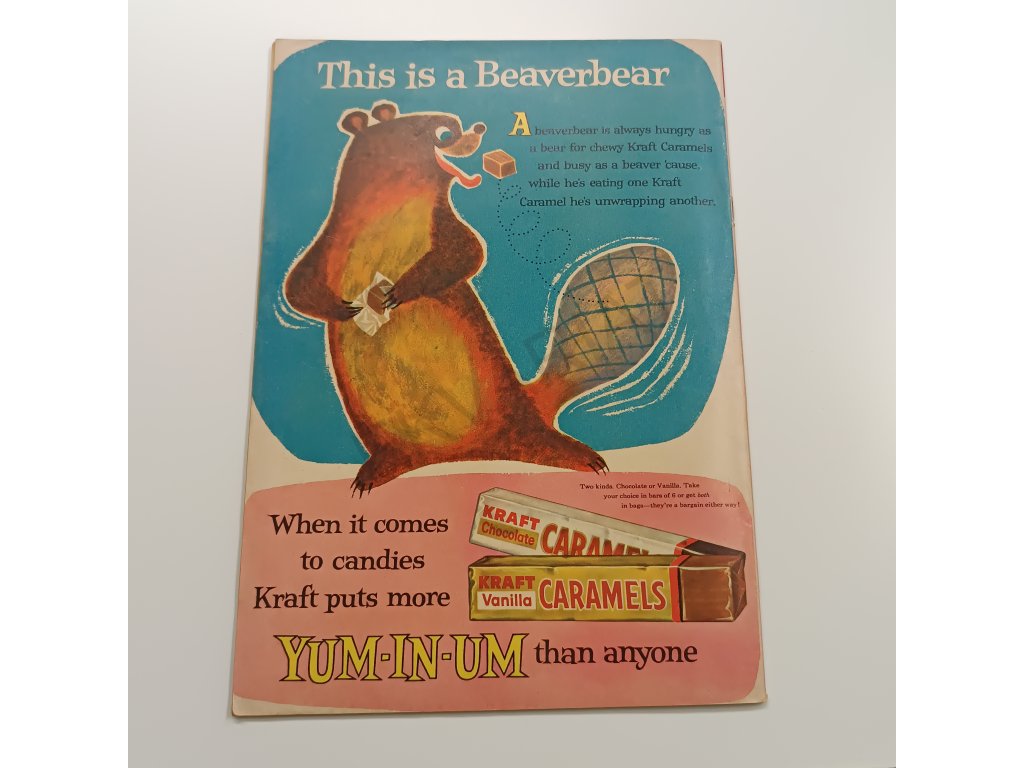 This is a Beaverbear
A beaverbear is always hungry as
a bear for chewy Kraft Caramels
and busy as a beaver 'cause,
while he's eating one Kraft
Caramel he's unwrapping another.
Two kinds. Chocolate or Vanilla. Take
your choice in bars of 6 or get both
in bags—they're a bargain either way!
When it comes
to candies
Kraft puts more
YUM-IN-UM than anyone
KRAFT
Chocolate
CARAMELS
KRAFT
Vanilla
CARAMELS